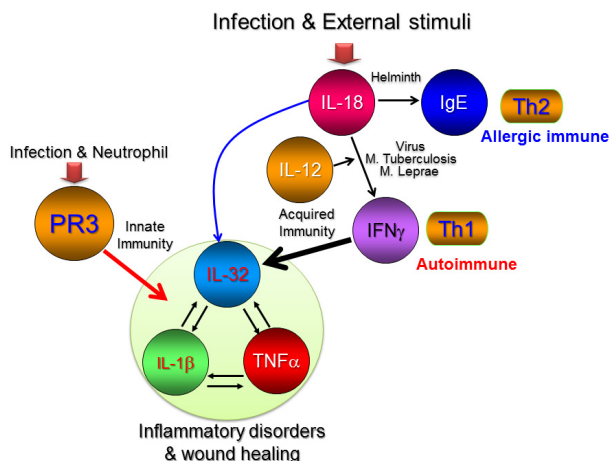 Infection & External stimuli
IL-18
Helminth
IgE
Th2
Allergic immune
IL-12
Virus
M. Tuberculosis
M. Leprae
Infection & Neutrophil
PR3
Innate
Immunity
Acquired
Immunity
IFNγ
Th1
Autoimmune
IL-32
IL-1β
TNFα
Inflammatory disorders
& wound healing